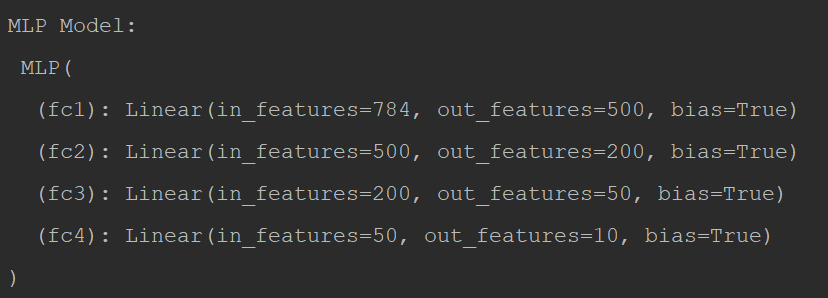 MLP Model:
MLP(
(fc1): Linear(in_features=784, out_features=500, bias=True)
(fc2): Linear(in_features=500, out_features=200, bias=True)
(fc3): Linear(in_features=200, out_features=50, bias=True)
(fc4): Linear(in_features=50, out_features=10, bias=True)
)